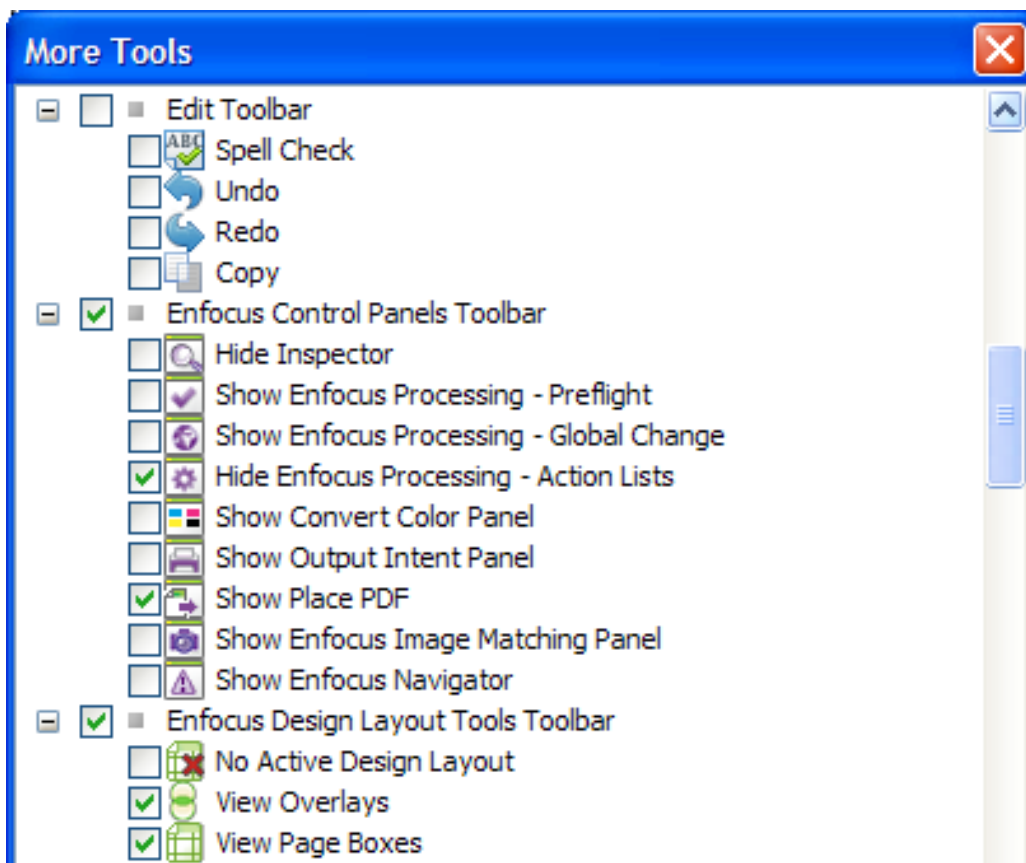 More Tools
Edit Toolbar
ABC
Spell Check
Undo
Redo
Copy
Enfocus Control Panels Toolbar
Hide Inspector
Show Enfocus Processing - Preflight
Show Enfocus Processing - Global Change
Hide Enfocus Processing - Action Lists
Show Convert Color Panel
Show Output Intent Panel
Show Place PDF
Show Enfocus Image Matching Panel
Show Enfocus Navigator
Enfocus Design Layout Tools Toolbar
No Active Design Layout
View Overlays
View Page Boxes